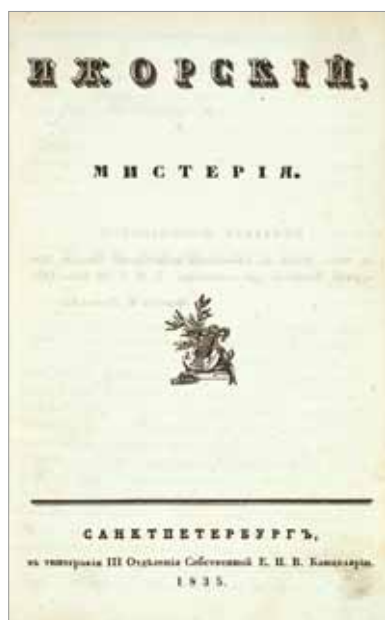 ИЖОРСКІЙ,
МИСТЕРІЯ.
САНКТПЕТЕРБУРГЪ,
въ типографіи III Отдѣленія Собственной Е. И. В. Канцеляріи.
1835.